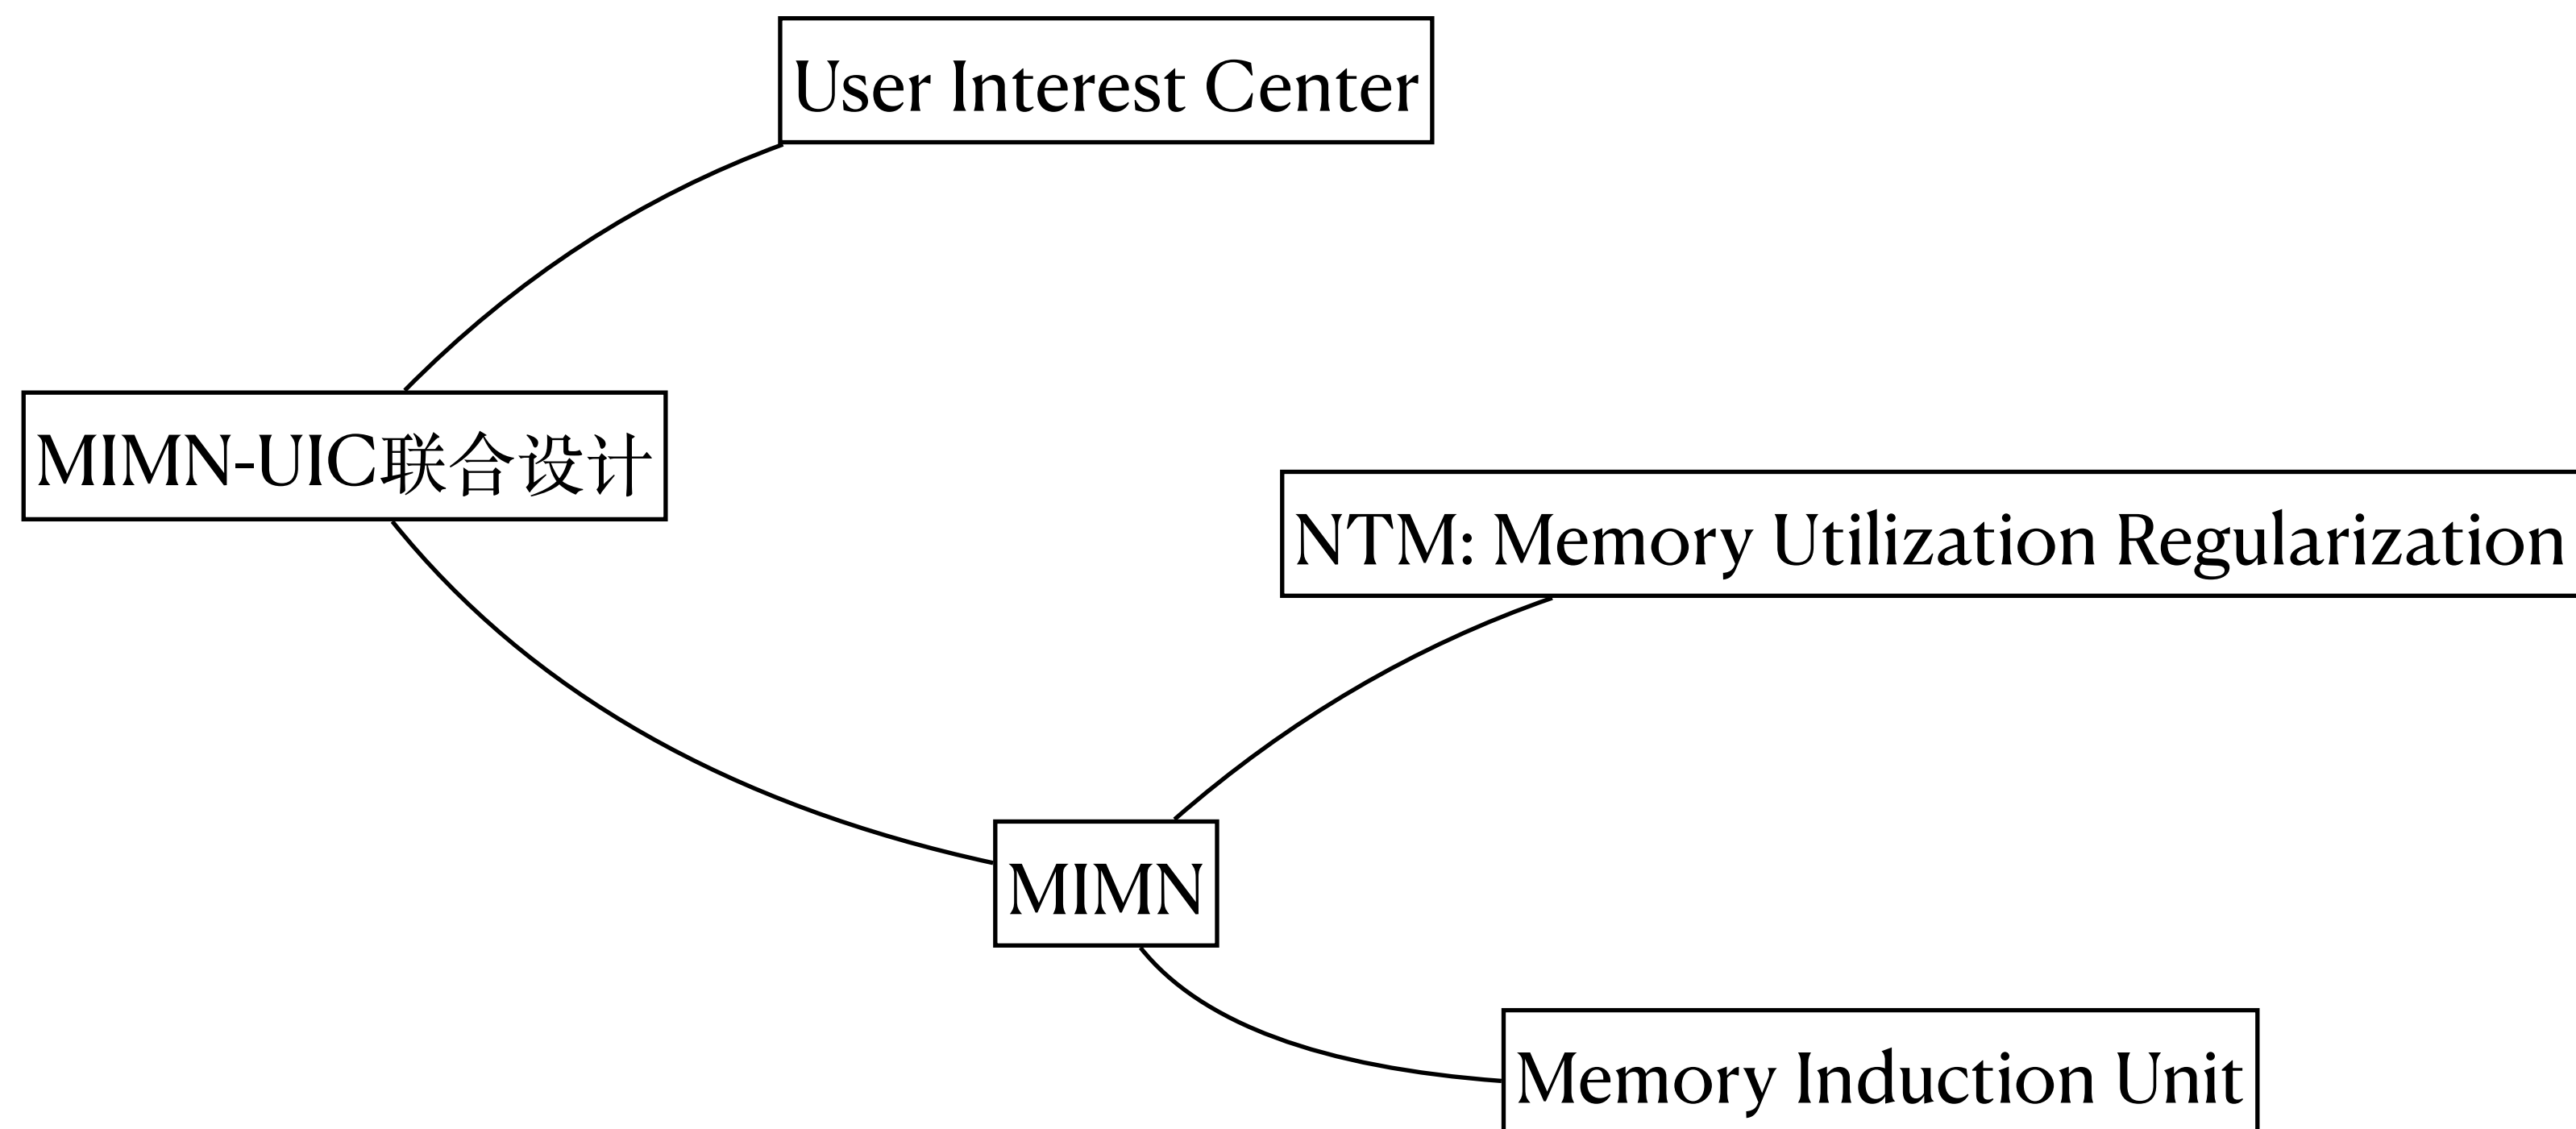 User Interest Center
MIMN-UIC联合设计
NTM: Memory Utilization Regularization
MIMN
Memory Induction Unit